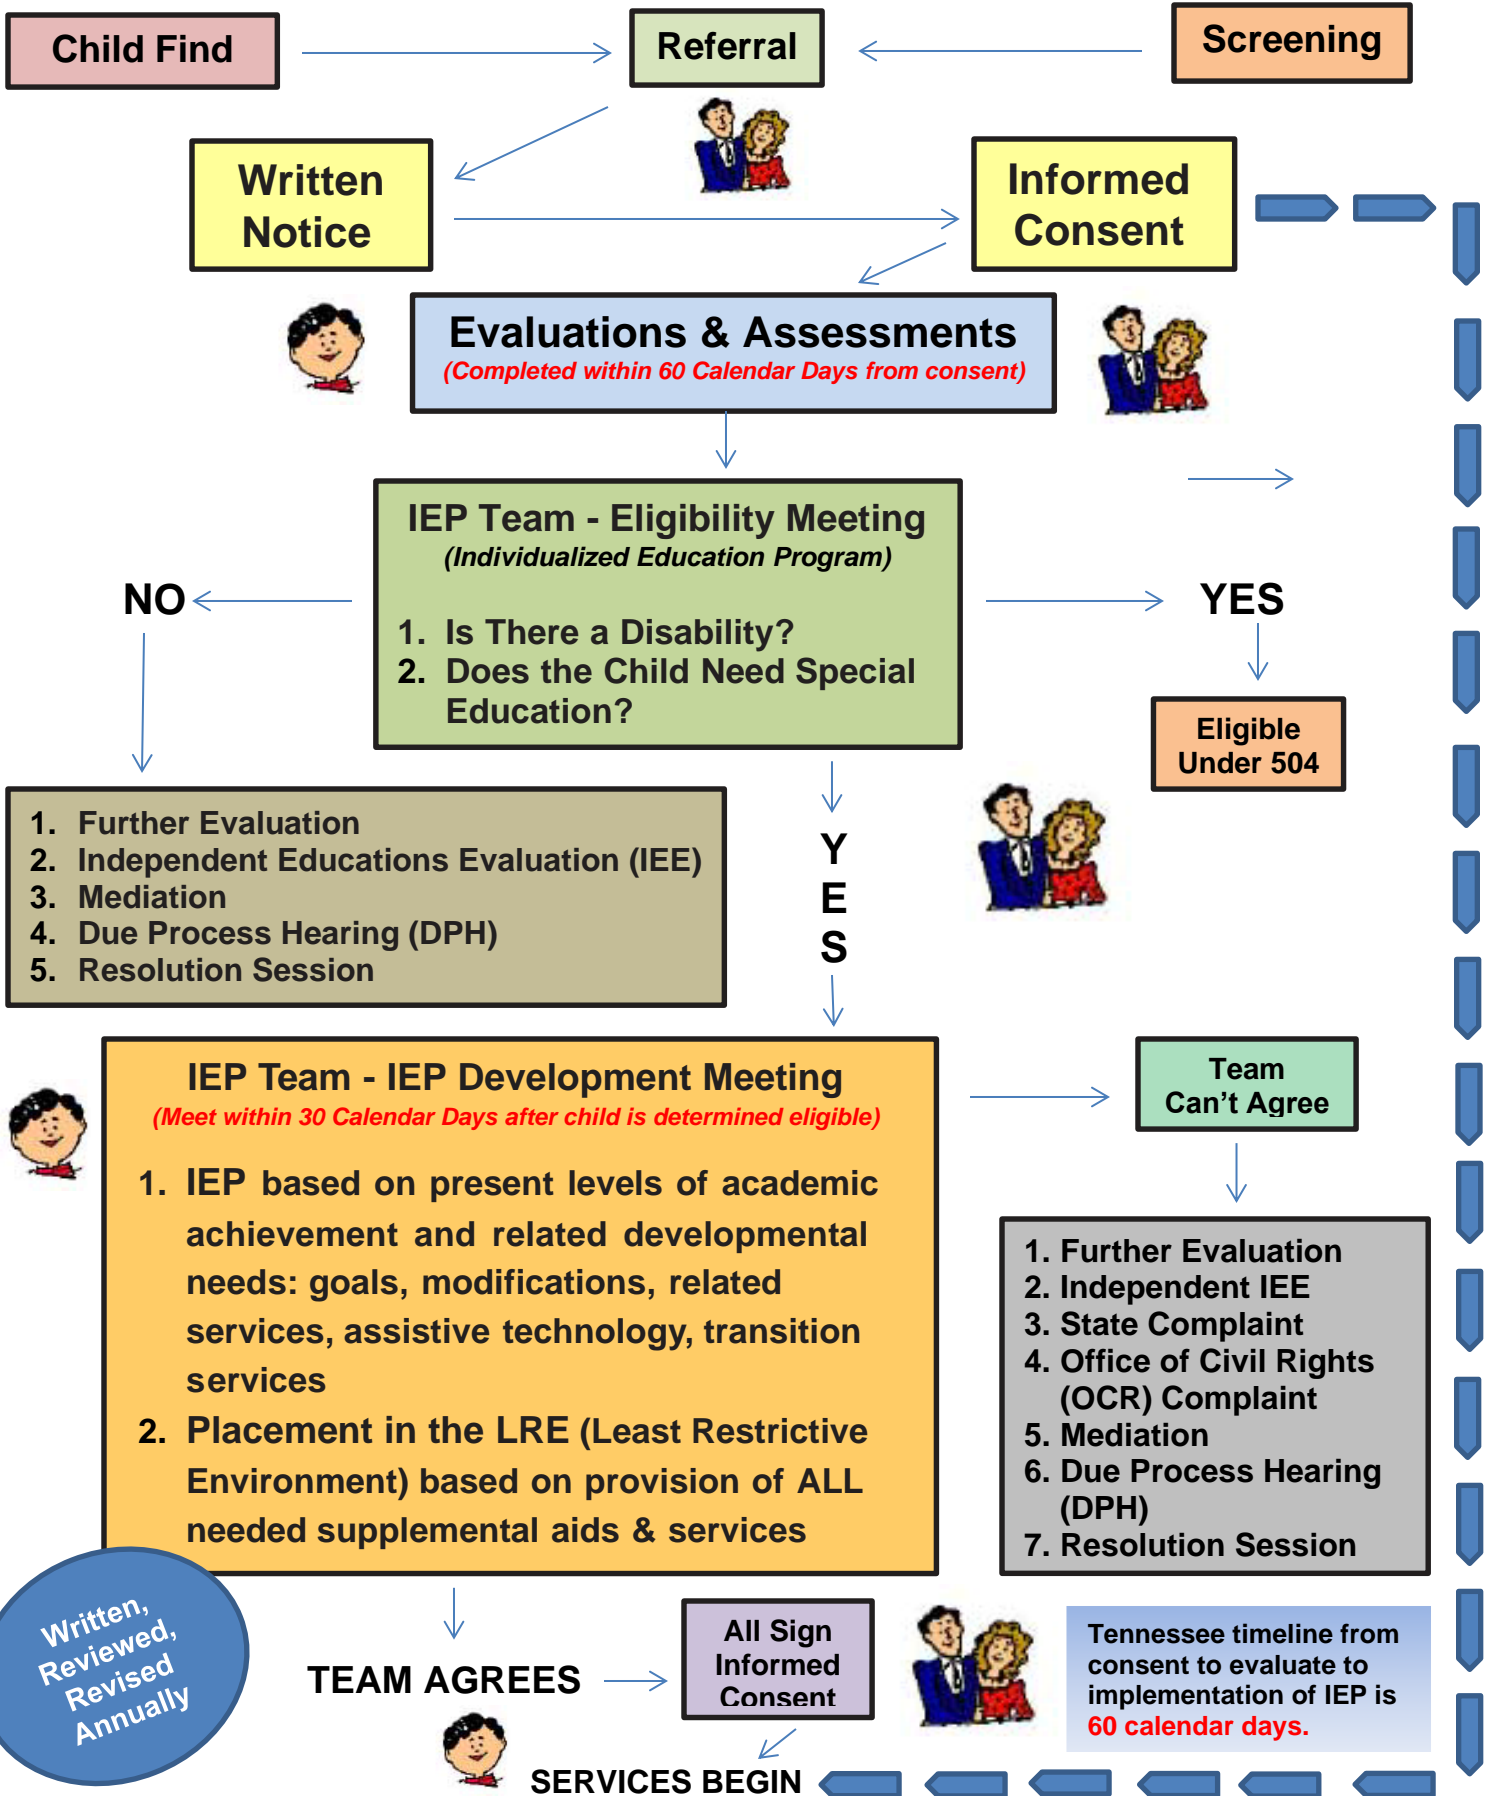 Child Find
Referral
Screening
Written
Notice
Informed
Consent
Evaluations & Assessments
(Completed within 60 Calendar Days from consent)
IEP Team - Eligibility Meeting
(Individualized Education Program)
1. Is There a Disability?
2. Does the Child Need Special
Education?
NO
YES
Eligible
Under 504
1. Further Evaluation
2. Independent Educations Evaluation (IEE)
3. Mediation
4. Due Process Hearing (DPH)
5. Resolution Session
Y
E
S
IEP Team - IEP Development Meeting
(Meet within 30 Calendar Days after child is determined eligible)
1. IEP based on present levels of academic
achievement and related developmental
needs: goals, modifications, related
services, assistive technology, transition
services
2. Placement in the LRE (Least Restrictive
Environment) based on provision of ALL
needed supplemental aids & services
Team
Can't Agree
1. Further Evaluation
2. Independent IEE
3. State Complaint
4. Office of Civil Rights
(OCR) Complaint
5. Mediation
6. Due Process Hearing
(DPH)
7. Resolution Session
Written,
Reviewed,
Revised
Annually
TEAM AGREES
All Sign
Informed
Consent
Tennessee timeline from
consent to evaluate to
implementation of IEP is
60 calendar days.
SERVICES BEGIN